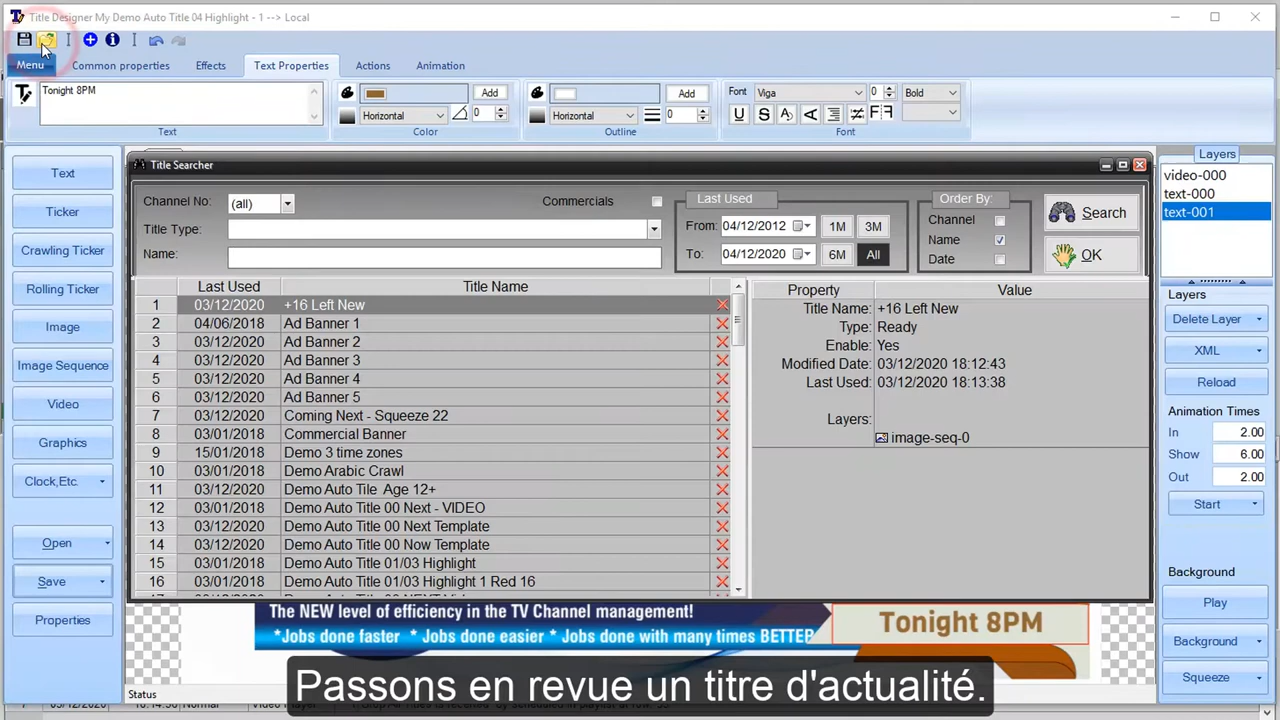 Title Designer My Demo Auto Title 04 Highlight - 1 --> Local
Menu
Common properties
Effects
Text Properties
Actions
Animation
Tonight 8PM
Text
Add
Horizontal
0
Color
Add
Horizontal
0
Outline
Font
Viga
0
Bold
Font
Text
Ticker
Crawling Ticker
Rolling Ticker
Image
Image Sequence
Video
Graphics
Clock,Etc.
Open
Save
Properties
Title Searcher
Channel No:
(all)
Commercials
Title Type:
Name:
Last Used
From:
04/12/2012
1M
3M
To:
04/12/2020
6M
All
Order By:
Channel
Name
Date
Search
OK
Last Used
Title Name
1 03/12/2020 +16 Left New
2 04/06/2018 Ad Banner 1
3 03/12/2020 Ad Banner 2
4 03/12/2020 Ad Banner 3
5 03/12/2020 Ad Banner 4
6 03/12/2020 Ad Banner 5
7 03/12/2020 Coming Next - Squeeze 22
8 03/01/2018 Commercial Banner
9 15/01/2018 Demo 3 time zones
10 03/01/2018 Demo Arabic Crawl
11 03/12/2020 Demo Auto Tile Age 12+
12 03/01/2018 Demo Auto Title 00 Next - VIDEO
13 03/12/2020 Demo Auto Title 00 Next Template
14 03/12/2020 Demo Auto Title 00 Now Template
15 03/01/2018 Demo Auto Title 01/03 Highlight
16 03/01/2018 Demo Auto Title 01/03 Highlight 1 Red 16
Property
Value
Title Name: +16 Left New
Type: Ready
Enable: Yes
Modified Date: 03/12/2020 18:12:43
Last Used: 03/12/2020 18:13:38
Layers:
image-seq-0
Layers
video-000
text-000
text-001
Layers
Delete Layer
XML
Reload
Animation Times
In 2.00
Show 6.00
Out 2.00
Start
Background
Play
Background
Squeeze
The NEW level of efficiency in the TV Channel management!
*Jobs done faster * Jobs done easier * Jobs done with many times BETTER
Tonight 8PM
Status
Passons en revue un titre d'actualité.